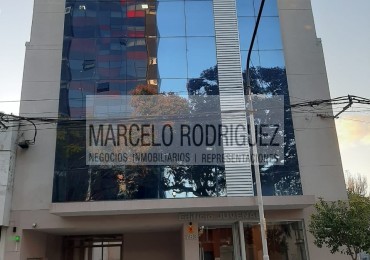 MARCELO RODRIGUEZ
NEGOCIOS INMOBILIARIOS | REPRESENTACIONES